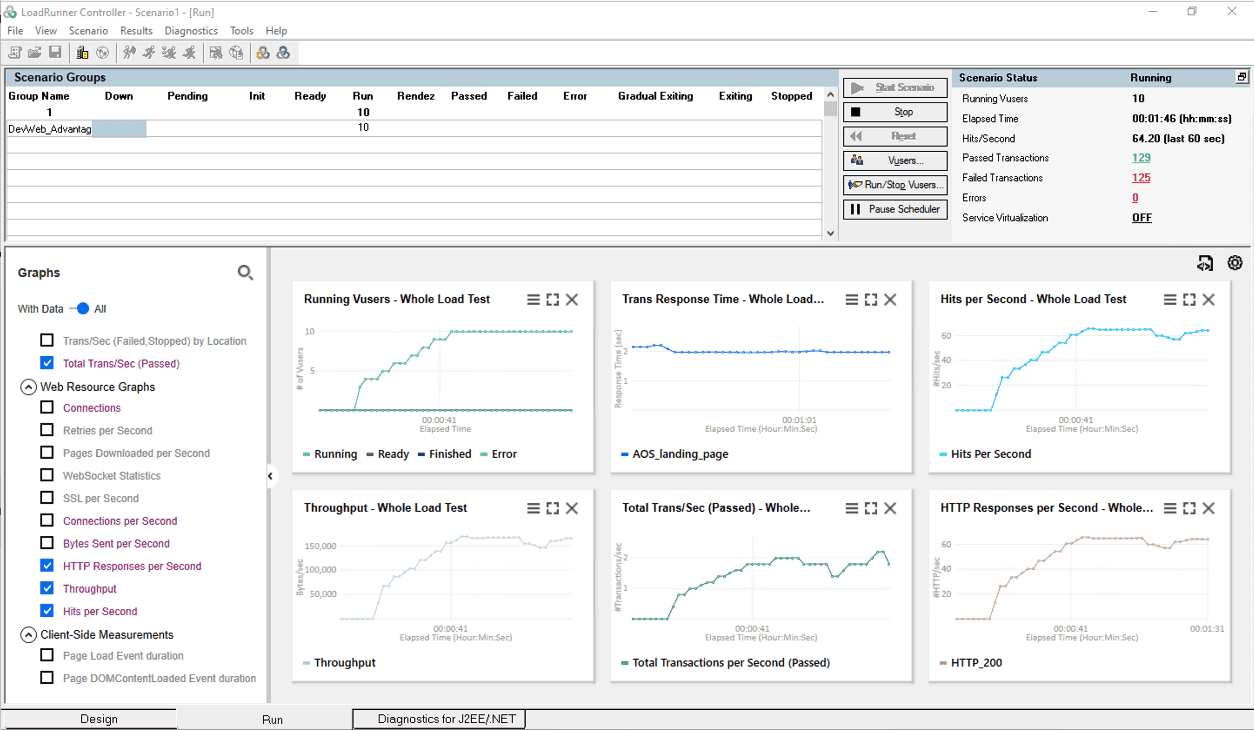 LoadRunner Controller - Scenario1 - [Run]
File View Scenario Results Diagnostics Tools Help
Scenario Groups
Group Name Down Pending Init Ready Run Rendez Passed Failed Error Gradual Exiting Exiting Stopped
1 10
DevWeb_Advantag 10
Start Scenario
Stop
Reset
Vusers...
Run/Stop Vusers...
Pause Scheduler
Scenario Status Running
Running Vusers 10
Elapsed Time 00:01:46 (hh:mm:ss)
Hits/Second 64.20 (last 60 sec)
Passed Transactions 129
Failed Transactions 125
Errors 0
Service Virtualization OFF
Graphs
With Data All
Trans/Sec (Failed,Stopped) by Location
Total Trans/Sec (Passed)
Web Resource Graphs
Connections
Retries per Second
Pages Downloaded per Second
WebSocket Statistics
SSL per Second
Connections per Second
Bytes Sent per Second
HTTP Responses per Second
Throughput
Hits per Second
Client-Side Measurements
Page Load Event duration
Page DOMContentLoaded Event duration
Running Vusers - Whole Load Test
10
5
# of Vusers
00:00:41
Elapsed Time
Running Ready Finished Error
Trans Response Time - Whole Load...
2
1
Response Time (sec)
00:01:01
Elapsed Time (Hour:Min:Sec)
AOS_landing_page
Hits per Second - Whole Load Test
60
40
20
#Hits/sec
00:00:41
Elapsed Time (Hour:Min:Sec)
Hits Per Second
Throughput - Whole Load Test
150,000
100,000
50,000
Bytes/sec
00:00:41
Elapsed Time (Hour:Min:Sec)
Throughput
Total Trans/Sec (Passed) - Whole...
2
1
#Transactions/sec
00:00:41
Elapsed Time (Hour:Min:Sec)
Total Transactions per Second (Passed)
HTTP Responses per Second - Whole...
60
40
20
#HTTP/sec
00:00:41 00:01:31
Elapsed Time (Hour:Min:Sec)
HTTP_200
Design Run Diagnostics for J2EE/.NET